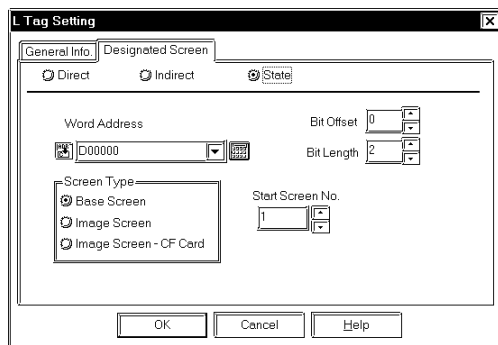 L Tag Setting
General Info. Designated Screen
Direct Indirect State
Word Address
Bit Offset 0
D00000
Bit Length 2
Screen Type
Base Screen
Image Screen
Image Screen - CF Card
Start Screen No.
1
OK Cancel Help